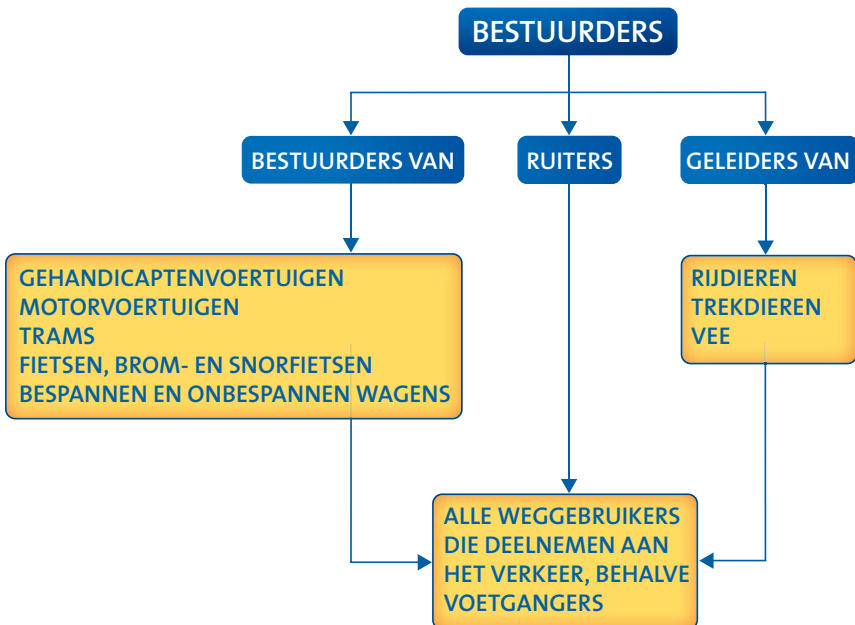 BESTUURDERS
BESTUURDERS VAN
RUITERS
GELEIDERS VAN
GEHANDICAPTENVOERTUIGEN
MOTORVOERTUIGEN
TRAMS
FIETSEN, BROM- EN SNORFIETSEN
BESPANNEN EN ONBESPANNEN WAGENS
RIJDIEREN
TREKDIEREN
VEE
ALLE WEGGEBRUIKERS
DIE DEELNEMEN AAN
HET VERKEER, BEHALVE
VOETGANGERS